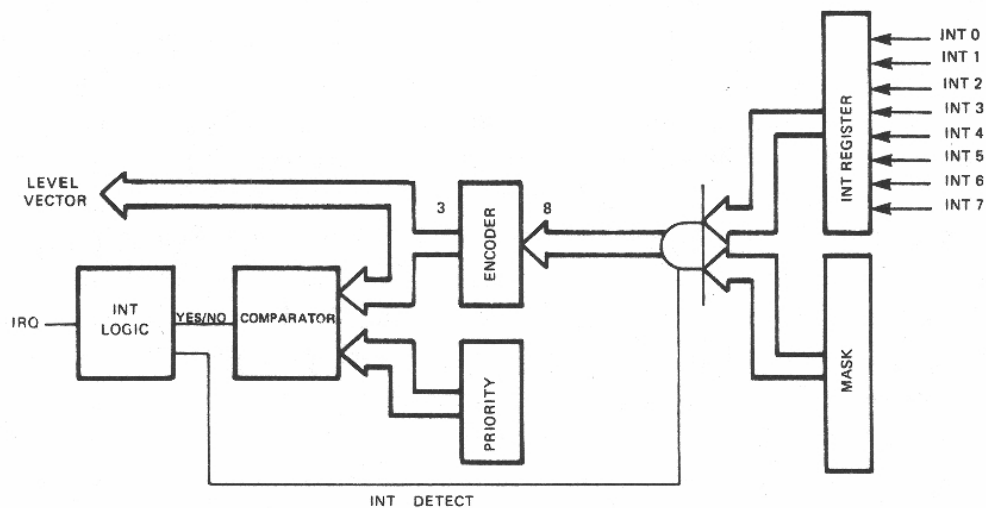 INT 0
INT 1
INT 2
INT 3
INT 4
INT 5
INT 6
INT 7
INT REGISTER
LEVEL
VECTOR
3
8
ENCODER
IRQ
INT
LOGIC
YES/NO
COMPARATOR
PRIORITY
MASK
INT DETECT